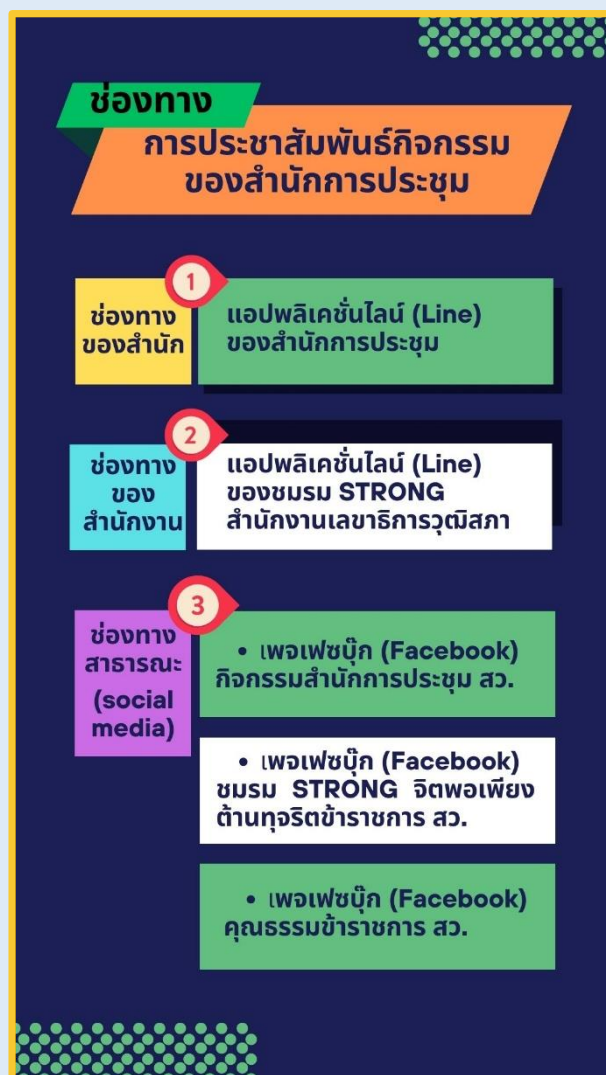 ช่องทาง
การประชาสัมพันธ์กิจกรรม
ของสำนักการประชุม
1
ช่องทาง
ของสำนัก
แอปพลิเคชั่นไลน์ (Line)
ของสำนักการประชุม
2
ช่องทาง
ของ
สำนักงาน
แอปพลิเคชั่นไลน์ (Line)
ของชมรม STRONG
สำนักงานเลขาธิการวุฒิสภา
3
ช่องทาง
สาธารณะ
(social
media)
• เพจเฟซบุ๊ก (Facebook)
กิจกรรมสำนักการประชุม สว.
• เพจเฟซบุ๊ก (Facebook)
ชมรม STRONG จิตพอเพียง
ต้านทุจริตข้าราชการ สว.
• เพจเฟซบุ๊ก (Facebook)
คุณธรรมข้าราชการ สว.